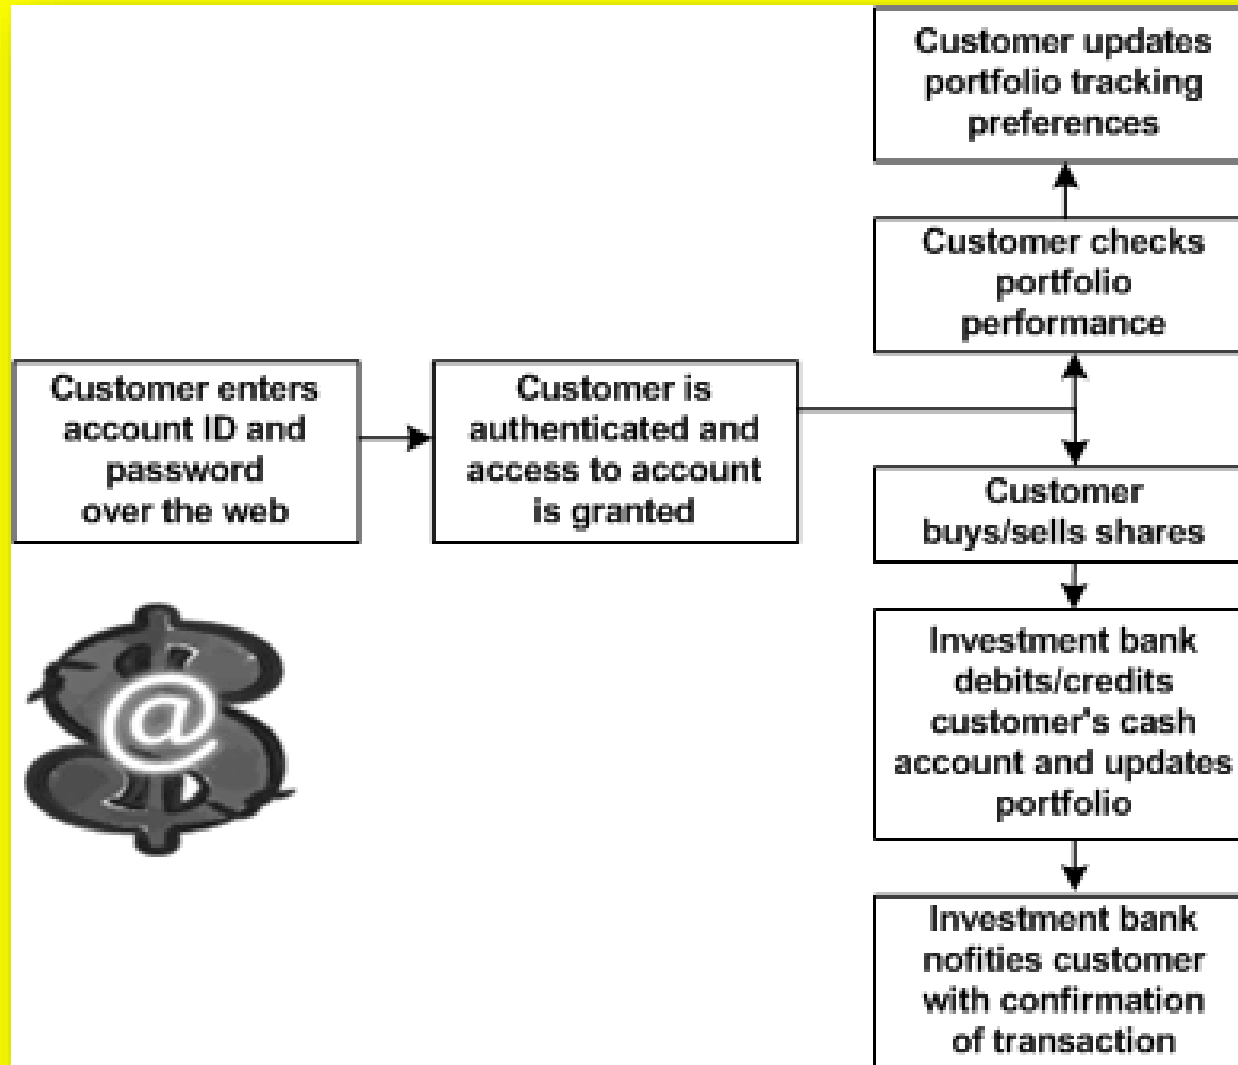 Customer updates
portfolio tracking
preferences
Customer checks
portfolio
performance
Customer enters
account ID and
password
over the web
Customer is
authenticated and
access to account
is granted
Customer
buys/sells shares
Investment bank
debits/credits
customer's cash
account and updates
portfolio
Investment bank
nofities customer
with confirmation
of transaction
@